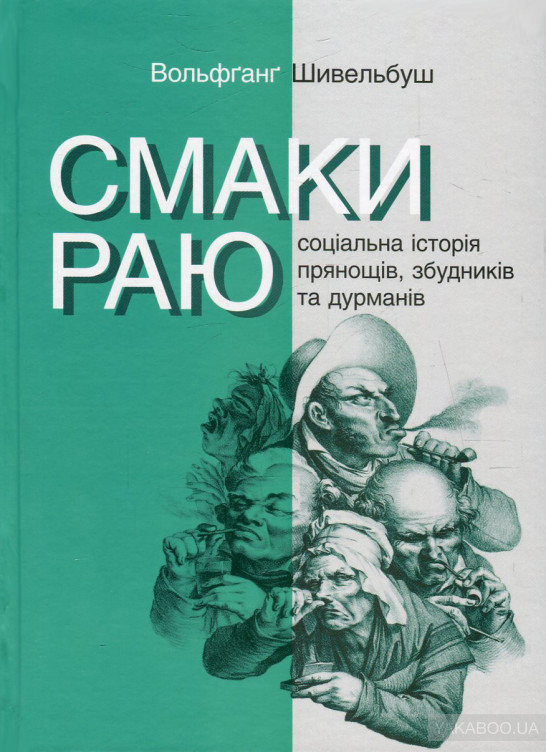 Вольфґанґ Шивельбуш
СМАКИ
РАЮ
соціальна історія
прянощів, збудників
та дурманів
YAKABOO.UA